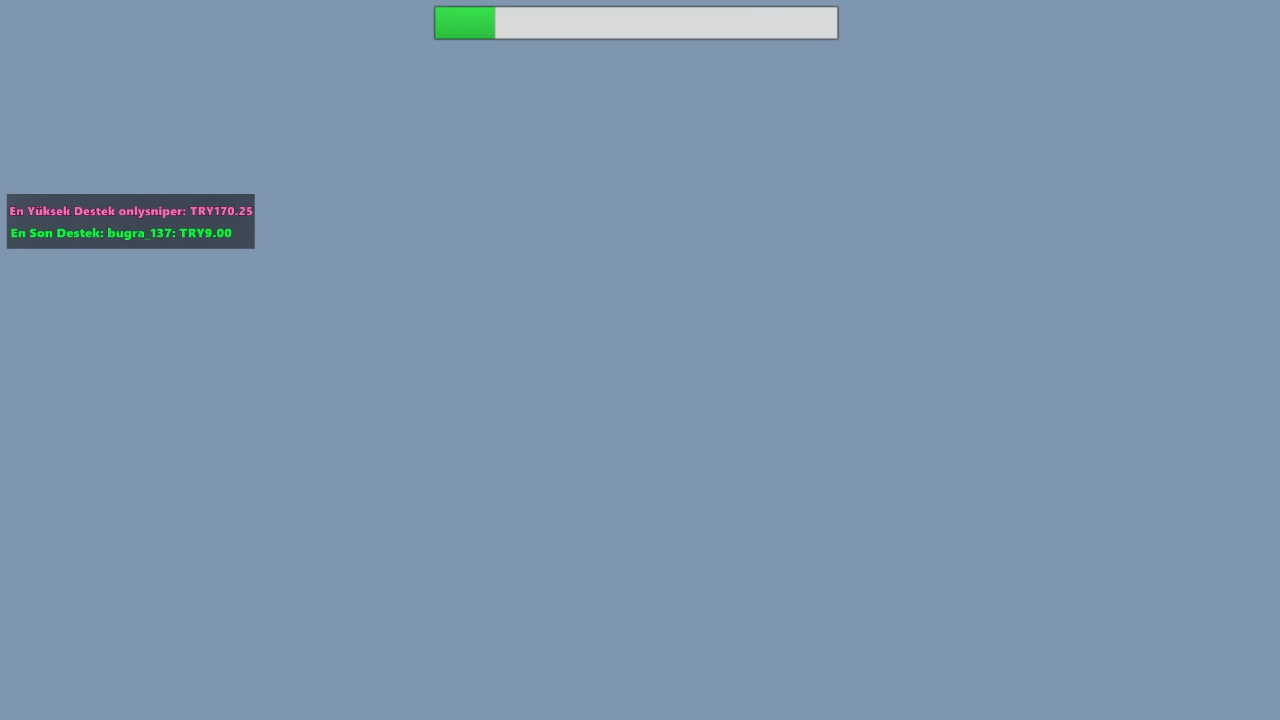 En Yüksek Destek onlysniper: TRY170.25
En Son Destek: bugra_137: TRY9.00